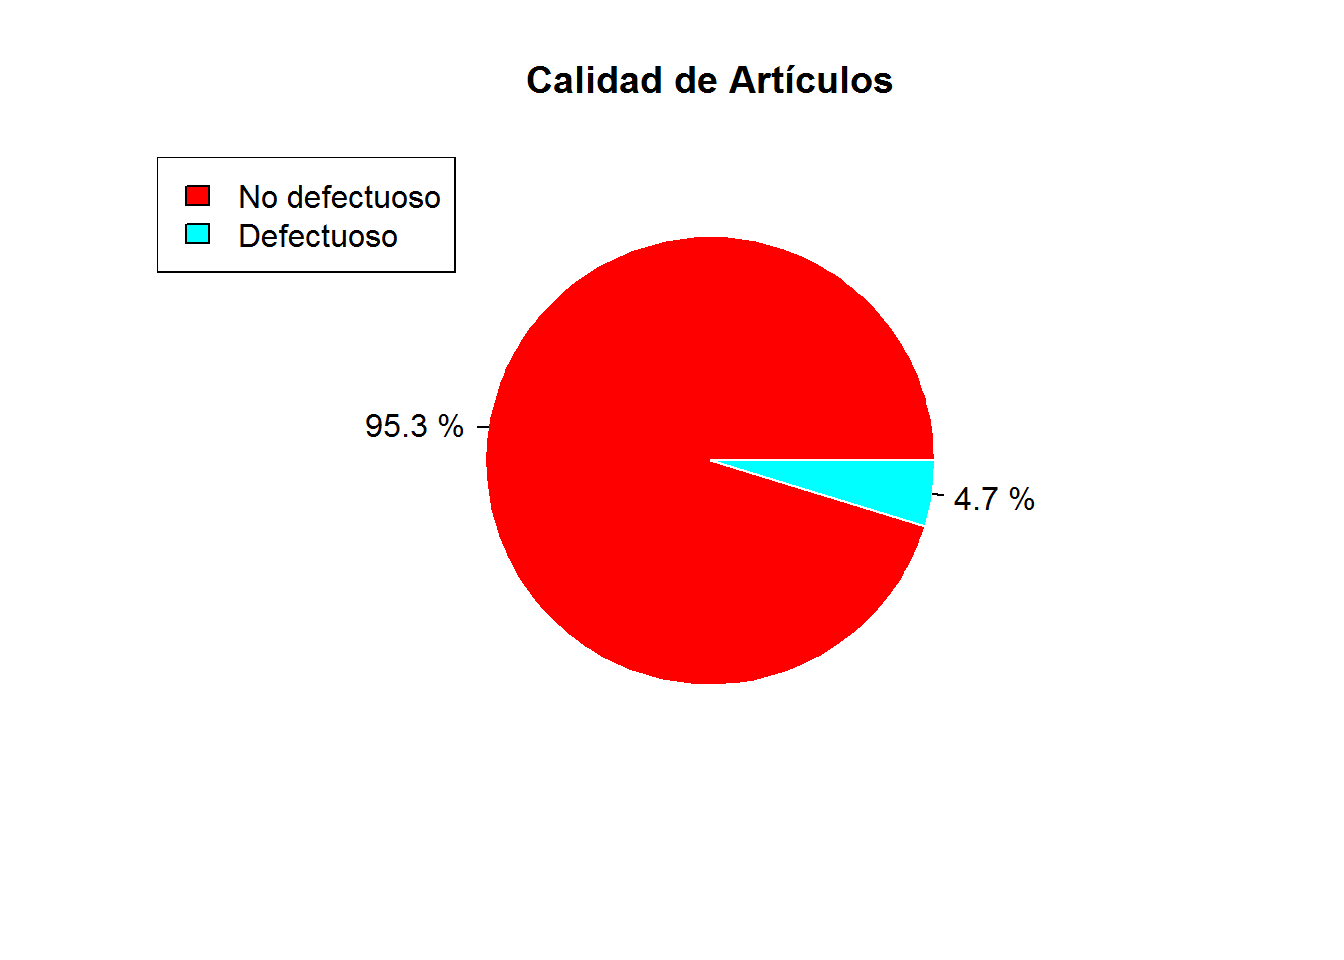 Calidad de Artículos
No defectuoso
Defectuoso
95.3 %
4.7 %